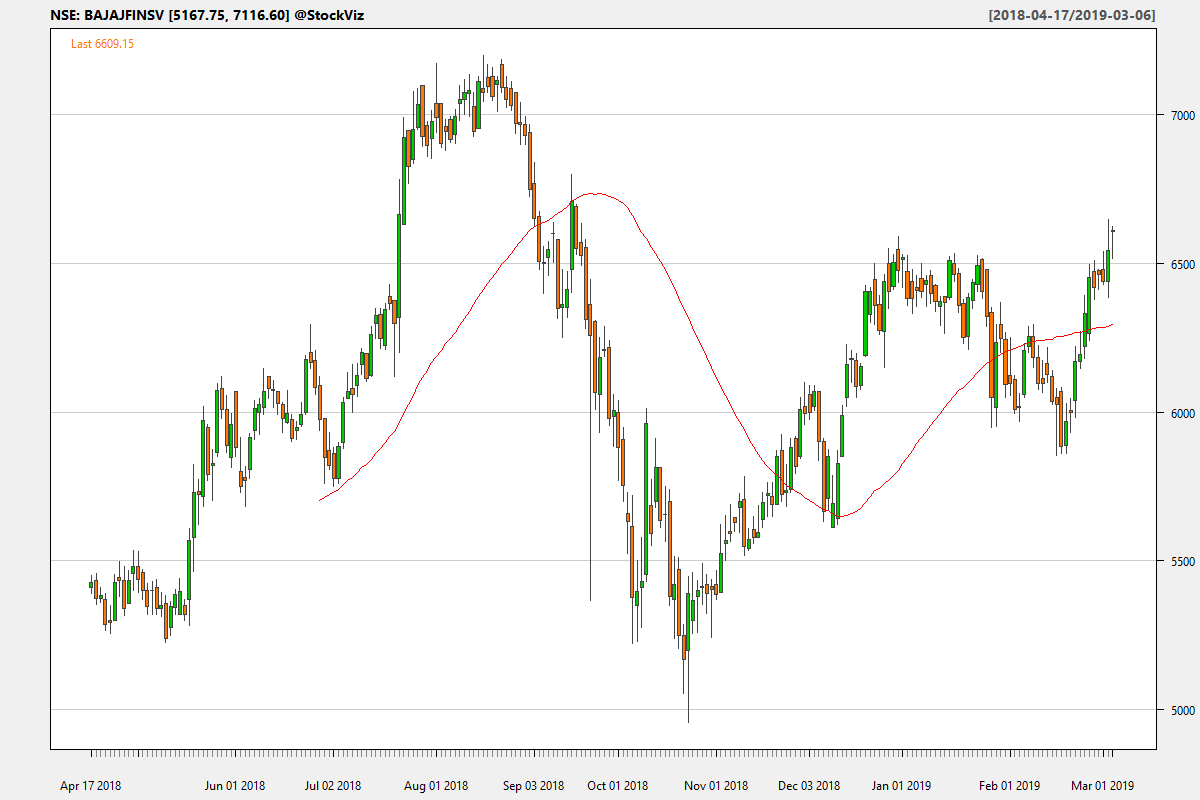 NSE: BAJAJFINSV [5167.75, 7116.60] @StockViz [2018-04-17/2019-03-06]
Last 6609.15
7000
6500
6000
5500
5000
Apr 17 2018 Jun 01 2018 Jul 02 2018 Aug 01 2018 Sep 03 2018 Oct 01 2018 Nov 01 2018 Dec 03 2018 Jan 01 2019 Feb 01 2019 Mar 01 2019